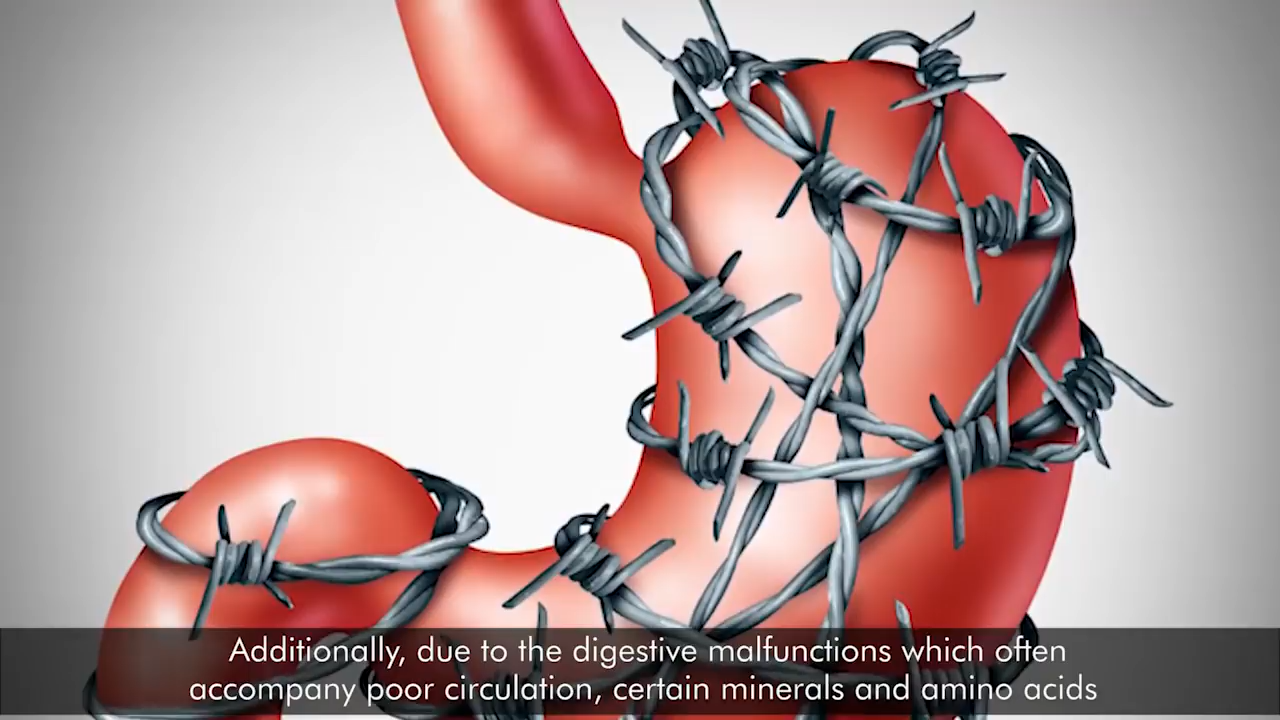 Additionally, due to the digestive malfunctions which often
accompany poor circulation, certain minerals and amino acids